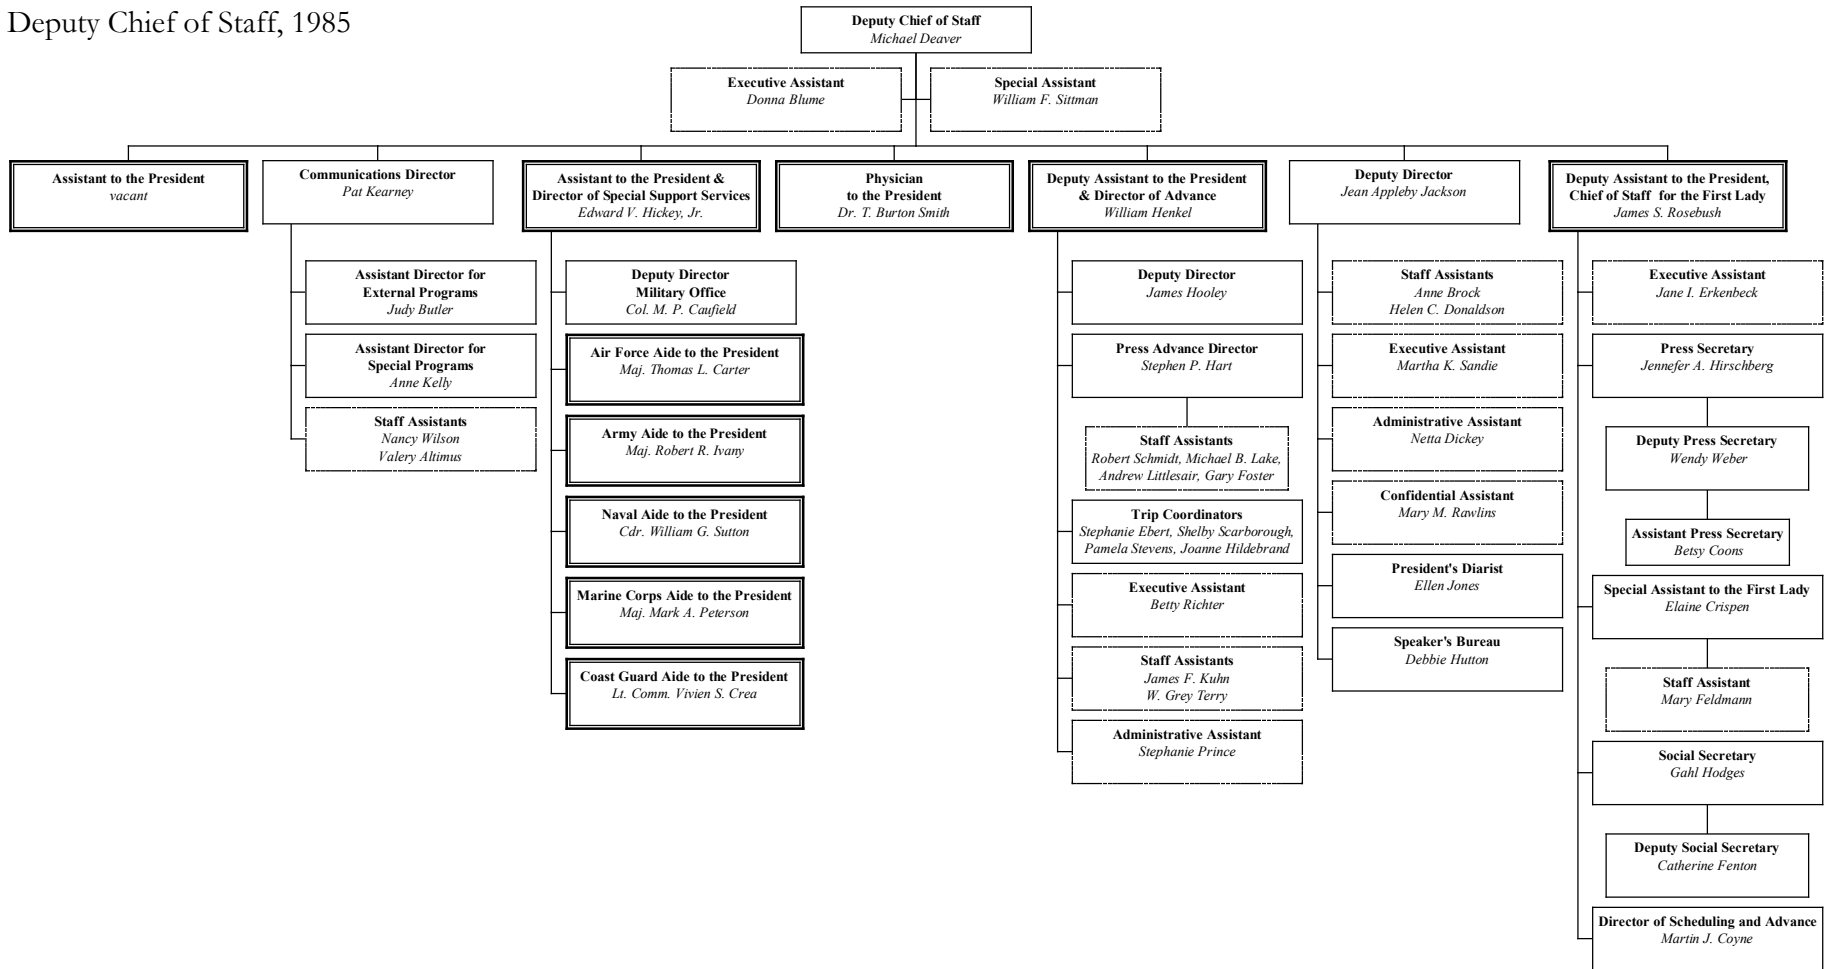 Deputy Chief of Staff, 1985
Deputy Chief of Staff
Michael Deaver
Executive Assistant
Donna Blume
Special Assistant
William F. Sittman
Assistant to the President
vacant
Communications Director
Pat Kearney
Assistant Director for
External Programs
Judy Butler
Assistant Director for
Special Programs
Anne Kelly
Staff Assistants
Nancy Wilson
Valery Altimus
Assistant to the President &
Director of Special Support Services
Edward V. Hickey, Jr.
Deputy Director
Military Office
Col. M. P. Caufield
Air Force Aide to the President
Maj. Thomas L. Carter
Army Aide to the President
Maj. Robert R. Ivany
Naval Aide to the President
Cdr. William G. Sutton
Marine Corps Aide to the President
Maj. Mark A. Peterson
Coast Guard Aide to the President
Lt. Comm. Vivien S. Crea
Physician
to the President
Dr. T. Burton Smith
Deputy Assistant to the President
& Director of Advance
William Henkel
Deputy Director
James Hooley
Press Advance Director
Stephen P. Hart
Staff Assistants
Robert Schmidt, Michael B. Lake,
Andrew Littlesair, Gary Foster
Trip Coordinators
Stephanie Ebert, Shelby Scarborough,
Pamela Stevens, Joanne Hildebrand
Executive Assistant
Betty Richter
Staff Assistants
James F. Kuhn
W. Grey Terry
Administrative Assistant
Stephanie Prince
Deputy Director
Jean Appleby Jackson
Staff Assistants
Anne Brock
Helen C. Donaldson
Executive Assistant
Martha K. Sandie
Administrative Assistant
Netta Dickey
Confidential Assistant
Mary M. Rawlins
President's Diarist
Ellen Jones
Speaker's Bureau
Debbie Hutton
Deputy Assistant to the President,
Chief of Staff for the First Lady
James S. Rosebush
Executive Assistant
Jane I. Erkenbeck
Press Secretary
Jennefer A. Hirschberg
Deputy Press Secretary
Wendy Weber
Assistant Press Secretary
Betsy Coons
Special Assistant to the First Lady
Elaine Crispen
Staff Assistant
Mary Feldmann
Social Secretary
Gahl Hodges
Deputy Social Secretary
Catherine Fenton
Director of Scheduling and Advance
Martin J. Coyne